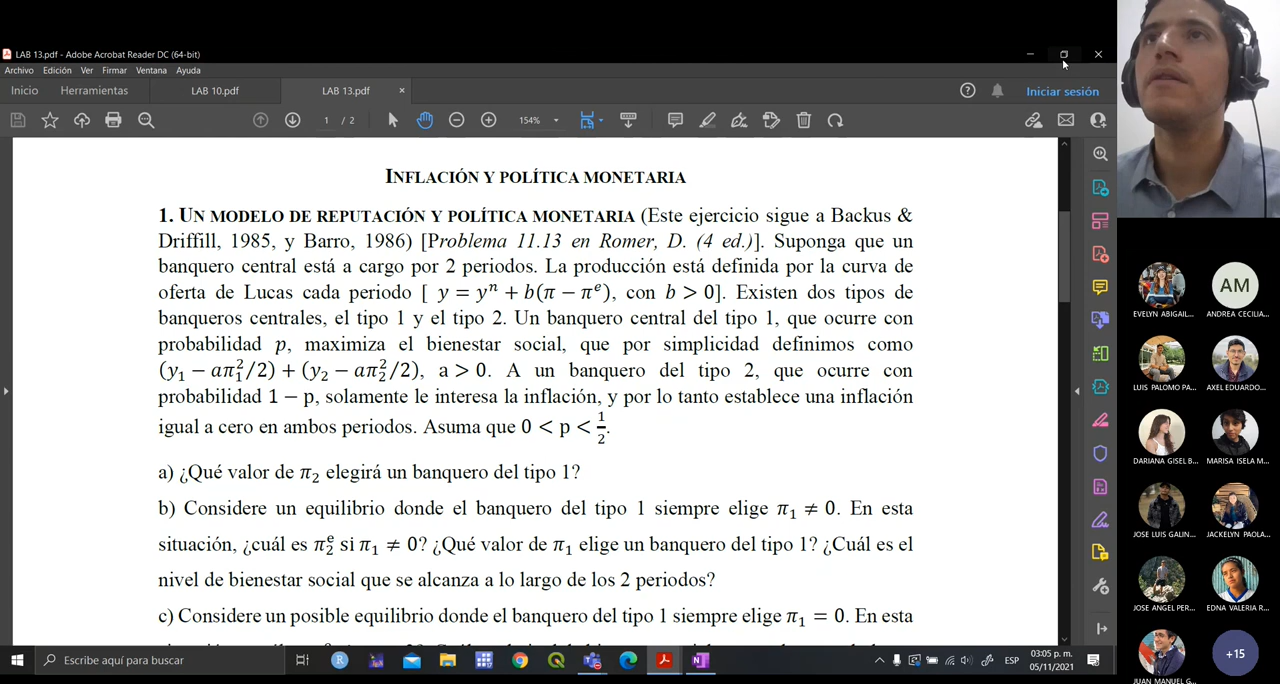 LAB 13.pdf - Adobe Acrobat Reader DC (64-bit)
Archivo Edición Ver Firmar Ventana Ayuda
Inicio Herramientas LAB 10.pdf LAB 13.pdf × Iniciar sesión
1 / 2 154%
INFLACIÓN Y POLÍTICA MONETARIA
1. UN MODELO DE REPUTACIÓN Y POLÍTICA MONETARIA (Este ejercicio sigue a Backus &
Driffill, 1985, y Barro, 1986) [Problema 11.13 en Romer, D. (4 ed.)]. Suponga que un
banquero central está a cargo por 2 periodos. La producción está definida por la curva de
oferta de Lucas cada periodo [ y = yⁿ + b(π − πᵉ), con b > 0]. Existen dos tipos de
banqueros centrales, el tipo 1 y el tipo 2. Un banquero central del tipo 1, que ocurre con
probabilidad p, maximiza el bienestar social, que por simplicidad definimos como
(y₁ − aπ₁²/2) + (y₂ − aπ₂²/2), a > 0. A un banquero del tipo 2, que ocurre con
probabilidad 1 − p, solamente le interesa la inflación, y por lo tanto establece una inflación
igual a cero en ambos periodos. Asuma que 0 < p < 1/2.
a) ¿Qué valor de π₂ elegirá un banquero del tipo 1?
b) Considere un equilibrio donde el banquero del tipo 1 siempre elige π₁ ≠ 0. En esta
situación, ¿cuál es π₂ᵉ si π₁ ≠ 0? ¿Qué valor de π₁ elige un banquero del tipo 1? ¿Cuál es el
nivel de bienestar social que se alcanza a lo largo de los 2 periodos?
c) Considere un posible equilibrio donde el banquero del tipo 1 siempre elige π₁ = 0. En esta
AM
EVELYN ABIGAIL... ANDREA CECILIA...
LUIS PALOMO PA... AXEL EDUARDO...
DARIANA GISEL B... MARISA ISELA M...
JOSE LUIS GALIN... JACKELYN PAOLA...
JOSE ANGEL PER... EDNA VALERIA R...
JUAN MANUEL G... +15
Escribe aquí para buscar
ESP
03:05 p. m.
05/11/2021